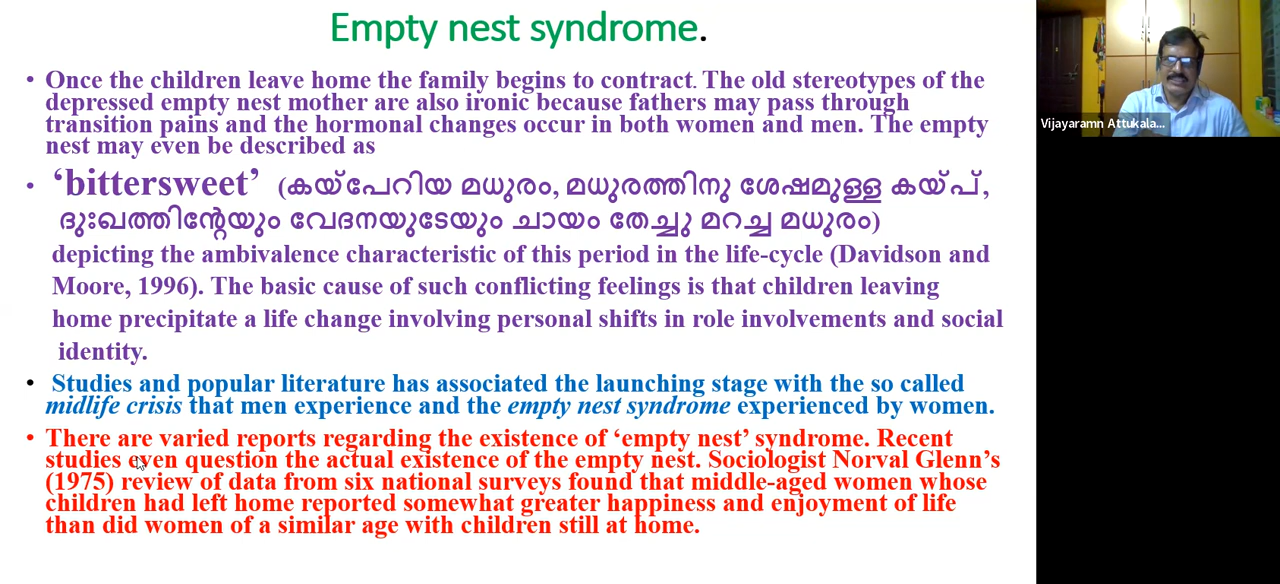 Empty nest syndrome.
• Once the children leave home the family begins to contract. The old stereotypes of the
depressed empty nest mother are also ironic because fathers may pass through
transition pains and the hormonal changes occur in both women and men. The empty
nest may even be described as
• ‘bittersweet’ (കയ്പേറിയ മധുരം, മധുരത്തിനു ശേഷമുള്ള കയ്പ്,
ദുഃഖത്തിന്റേയും വേദനയുടേയും ചായം തേച്ചു മറച്ച മധുരം)
depicting the ambivalence characteristic of this period in the life-cycle (Davidson and
Moore, 1996). The basic cause of such conflicting feelings is that children leaving
home precipitate a life change involving personal shifts in role involvements and social
identity.
• Studies and popular literature has associated the launching stage with the so called
midlife crisis that men experience and the empty nest syndrome experienced by women.
• There are varied reports regarding the existence of ‘empty nest’ syndrome. Recent
studies even question the actual existence of the empty nest. Sociologist Norval Glenn’s
(1975) review of data from six national surveys found that middle-aged women whose
children had left home reported somewhat greater happiness and enjoyment of life
than did women of a similar age with children still at home.
Vijayaramn Attukala...